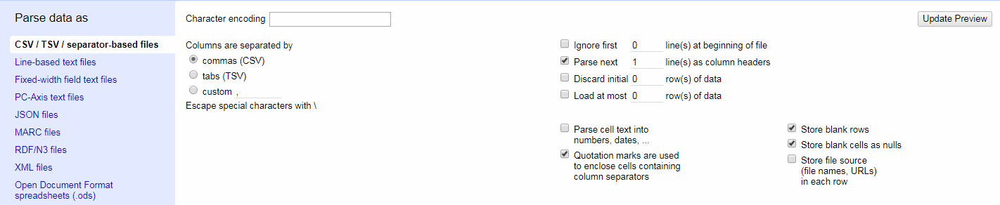 Parse data as
CSV / TSV / separator-based files
Line-based text files
Fixed-width field text files
PC-Axis text files
JSON files
MARC files
RDF/N3 files
XML files
Open Document Format
spreadsheets (.ods)
Character encoding
Update Preview
Columns are separated by
commas (CSV)
tabs (TSV)
custom ,
Escape special characters with \
Ignore first 0 line(s) at beginning of file
Parse next 1 line(s) as column headers
Discard initial 0 row(s) of data
Load at most 0 row(s) of data
Parse cell text into
numbers, dates, ...
Quotation marks are used
to enclose cells containing
column separators
Store blank rows
Store blank cells as nulls
Store file source
(file names, URLs)
in each row